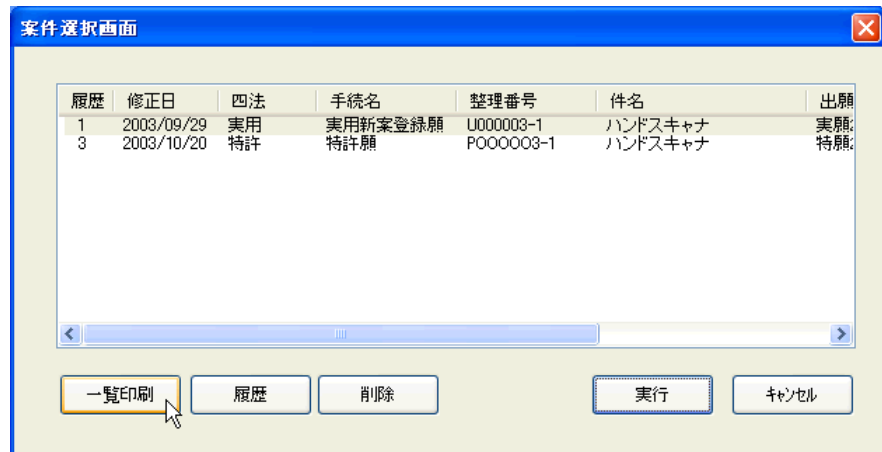 案件選択画面
履歴 修正日 四法 手続名 整理番号 件名 出願
1 2003/09/29 実用 実用新案登録願 U000003-1 ハンドスキャナ 実願2
3 2003/10/20 特許 特許願 P000003-1 ハンドスキャナ 特願2
一覧印刷 履歴 削除 実行 キャンセル